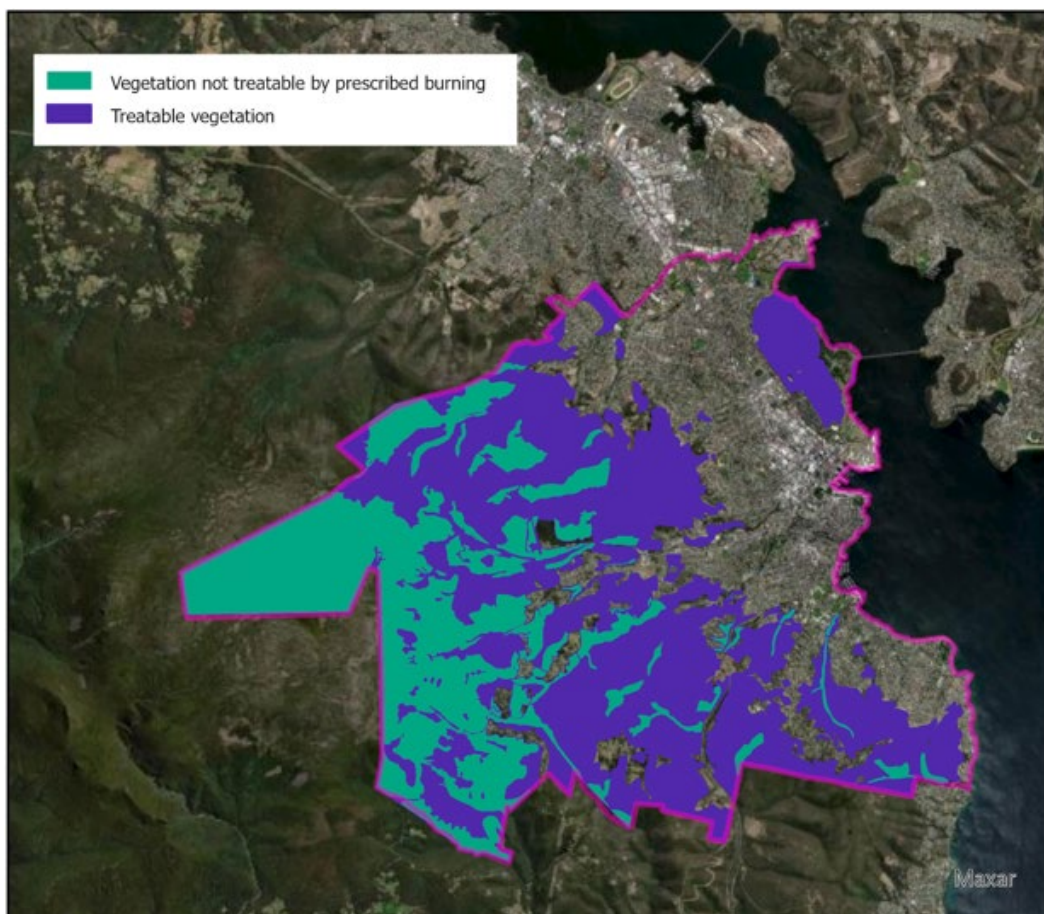 Vegetation not treatable by prescribed burning
Treatable vegetation
Maxar